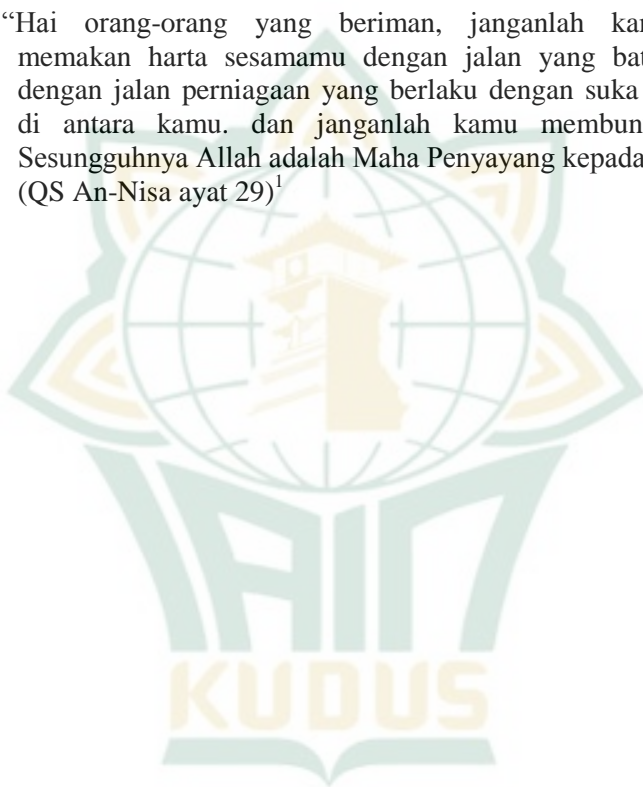 “Hai orang-orang yang beriman, janganlah
memakan harta sesamamu dengan jalan yang
dengan jalan perniagaan yang berlaku dengan suka
di antara kamu. dan janganlah kamu
Sesungguhnya Allah adalah Maha Penyayang kepada
(QS An-Nisa ayat 29)1
IAIN
KUDUS